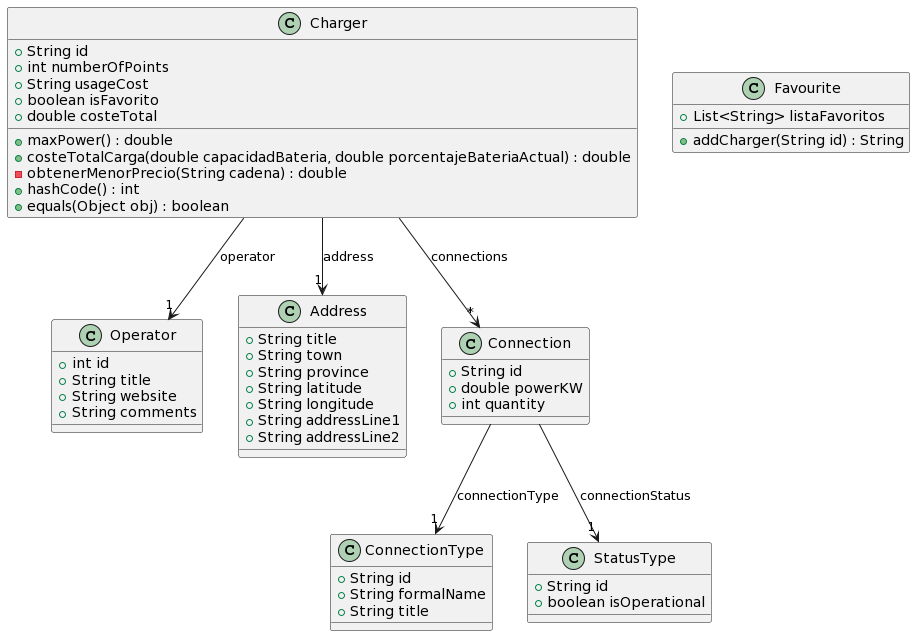 C Charger
String id
int numberOfPoints
String usageCost
boolean isFavorito
double costeTotal
maxPower() : double
costeTotalCarga(double capacidadBateria, double porcentajeBateriaActual) : double
obtenerMenorPrecio(String cadena) : double
hashCode() : int
equals(Object obj) : boolean
C Favourite
List<String> listaFavoritos
addCharger(String id) : String
operator
address
connections
1
1
*
C Operator
int id
String title
String website
String comments
C Address
String title
String town
String province
String latitude
String longitude
String addressLine1
String addressLine2
C Connection
String id
double powerKW
int quantity
connectionType
connectionStatus
1
1
C ConnectionType
String id
String formalName
String title
C StatusType
String id
boolean isOperational